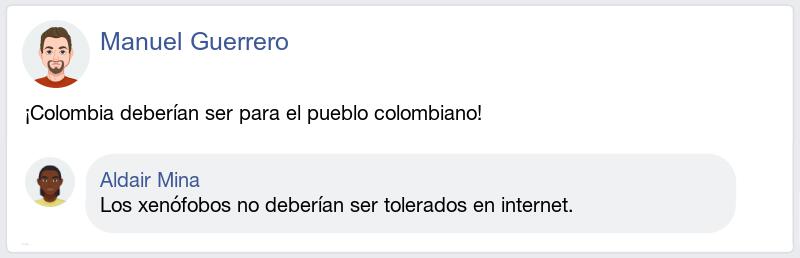 Manuel Guerrero
¡Colombia deberían ser para el pueblo colombiano!
Aldair Mina
Los xenófobos no deberían ser tolerados en internet.